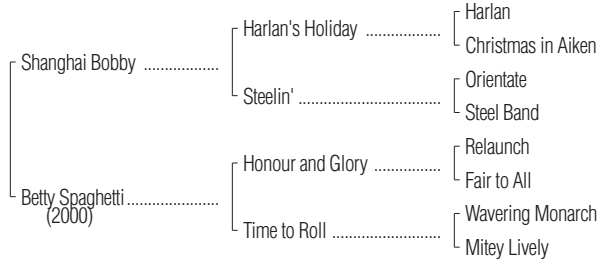 Harlan
Harlan's Holiday ..................
Christmas in Aiken
Shanghai Bobby ..................
Orientate
Steelin' ..................................
Steel Band
Relaunch
Honour and Glory ................
Fair to All
Betty Spaghetti ......................
(2000)
Wavering Monarch
Time to Roll ..........................
Mitey Lively